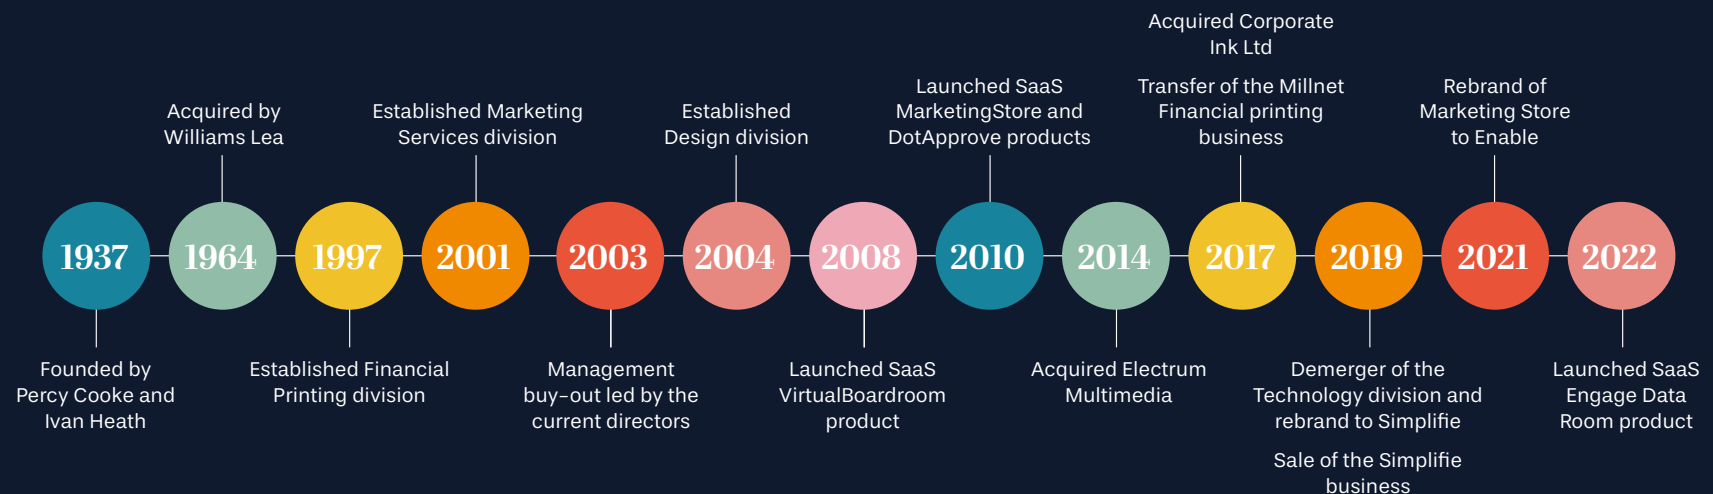 Acquired Corporate
Ink Ltd
Transfer of the Millnet
Financial printing
business
Launched SaaS
MarketingStore and
DotApprove products
Rebrand of
Marketing Store
to Enable
Acquired by
Williams Lea
Established Marketing
Services division
Established
Design division
1937
1964
1997
2001
2003
2004
2008
2010
2014
2017
2019
2021
2022
Founded by
Percy Cooke and
Ivan Heath
Established Financial
Printing division
Management
buy-out led by the
current directors
Launched SaaS
VirtualBoardroom
product
Acquired Electrum
Multimedia
Demerger of the
Technology division and
rebrand to Simplifie
Sale of the Simplifie
business
Launched SaaS
Engage Data
Room product